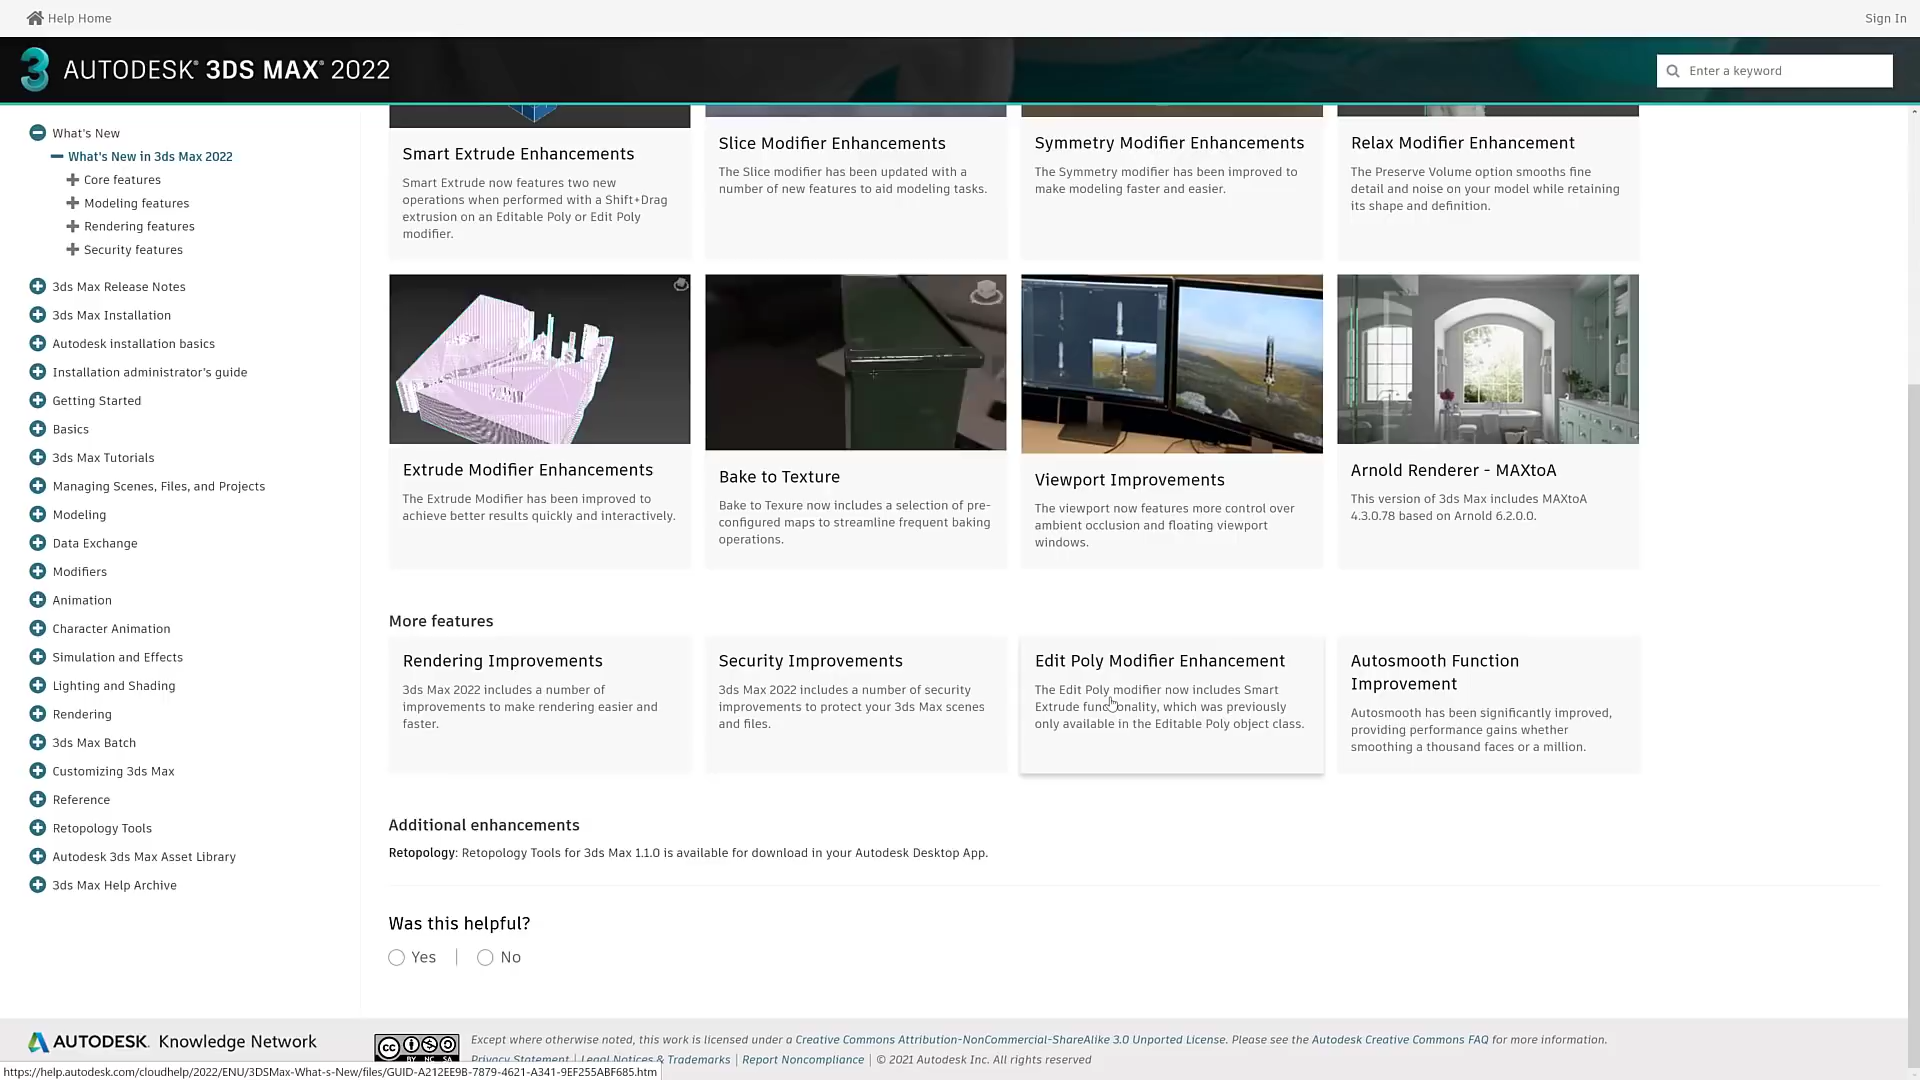 Help Home
Sign In
AUTODESK® 3DS MAX® 2022
Enter a keyword
What's New
What's New in 3ds Max 2022
Core features
Modeling features
Rendering features
Security features
3ds Max Release Notes
3ds Max Installation
Autodesk installation basics
Installation administrator's guide
Getting Started
Basics
3ds Max Tutorials
Managing Scenes, Files, and Projects
Modeling
Data Exchange
Modifiers
Animation
Character Animation
Simulation and Effects
Lighting and Shading
Rendering
3ds Max Batch
Customizing 3ds Max
Reference
Retopology Tools
Autodesk 3ds Max Asset Library
3ds Max Help Archive
Smart Extrude Enhancements
Smart Extrude now features two new
operations when performed with a Shift+Drag
extrusion on an Editable Poly or Edit Poly
modifier.
Slice Modifier Enhancements
The Slice modifier has been updated with a
number of new features to aid modeling tasks.
Symmetry Modifier Enhancements
The Symmetry modifier has been improved to
make modeling faster and easier.
Relax Modifier Enhancement
The Preserve Volume option smooths fine
detail and noise on your model while retaining
its shape and definition.
Extrude Modifier Enhancements
The Extrude Modifier has been improved to
achieve better results quickly and interactively.
Bake to Texture
Bake to Texure now includes a selection of pre-
configured maps to streamline frequent baking
operations.
Viewport Improvements
The viewport now features more control over
ambient occlusion and floating viewport
windows.
Arnold Renderer - MAXtoA
This version of 3ds Max includes MAXtoA
4.3.0.78 based on Arnold 6.2.0.0.
More features
Rendering Improvements
3ds Max 2022 includes a number of
improvements to make rendering easier and
faster.
Security Improvements
3ds Max 2022 includes a number of security
improvements to protect your 3ds Max scenes
and files.
Edit Poly Modifier Enhancement
The Edit Poly modifier now includes Smart
Extrude functionality, which was previously
only available in the Editable Poly object class.
Autosmooth Function
Improvement
Autosmooth has been significantly improved,
providing performance gains whether
smoothing a thousand faces or a million.
Additional enhancements
Retopology: Retopology Tools for 3ds Max 1.1.0 is available for download in your Autodesk Desktop App.
Was this helpful?
Yes | No
AUTODESK. Knowledge Network
cc BY NC SA
Except where otherwise noted, this work is licensed under a Creative Commons Attribution-NonCommercial-ShareAlike 3.0 Unported License. Please see the Autodesk Creative Commons FAQ for more information.
Privacy Statement | Legal Notices & Trademarks | Report Noncompliance | © 2021 Autodesk Inc. All rights reserved
https://help.autodesk.com/cloudhelp/2022/ENU/3DSMax-What-s-New/files/GUID-A212EE9B-7879-4621-A341-9EF255ABF685.htm